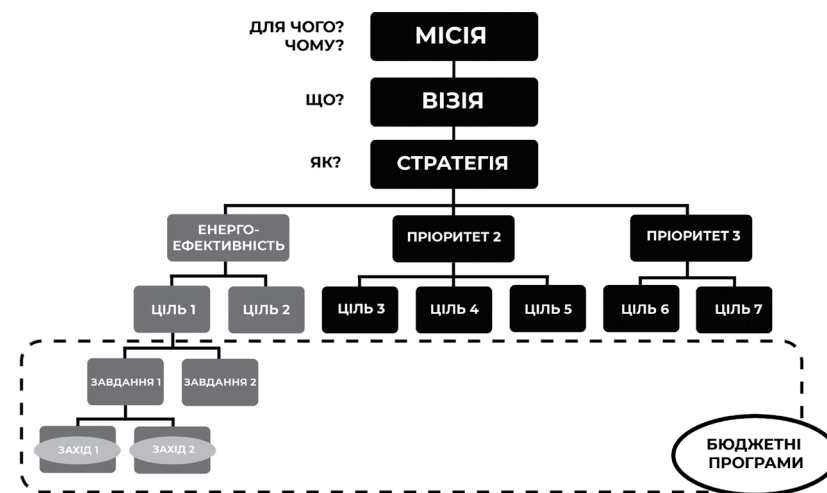 ДЛЯ ЧОГО?
ЧОМУ?
МІСІЯ
ЩО?
ВІЗІЯ
ЯК?
СТРАТЕГІЯ
ЕНЕРГО-
ЕФЕКТИВНІСТЬ
ПРІОРИТЕТ 2
ПРІОРИТЕТ 3
ЦІЛЬ 1
ЦІЛЬ 2
ЦІЛЬ 3
ЦІЛЬ 4
ЦІЛЬ 5
ЦІЛЬ 6
ЦІЛЬ 7
ЗАВДАННЯ 1
ЗАВДАННЯ 2
ЗАХІД 1
ЗАХІД 2
БЮДЖЕТНІ
ПРОГРАМИ